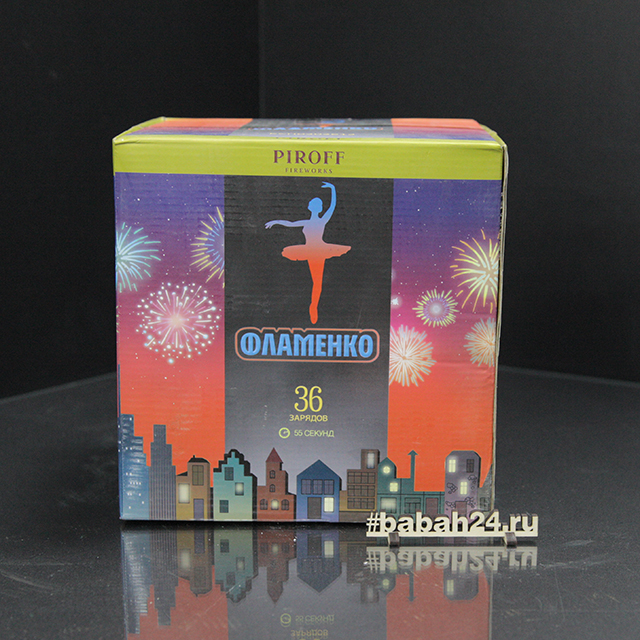 PIROFF
FIREWORKS
ФЛАМЕНКО
36
ЗАРЯДОВ
55 СЕКУНД
#babah24.ru